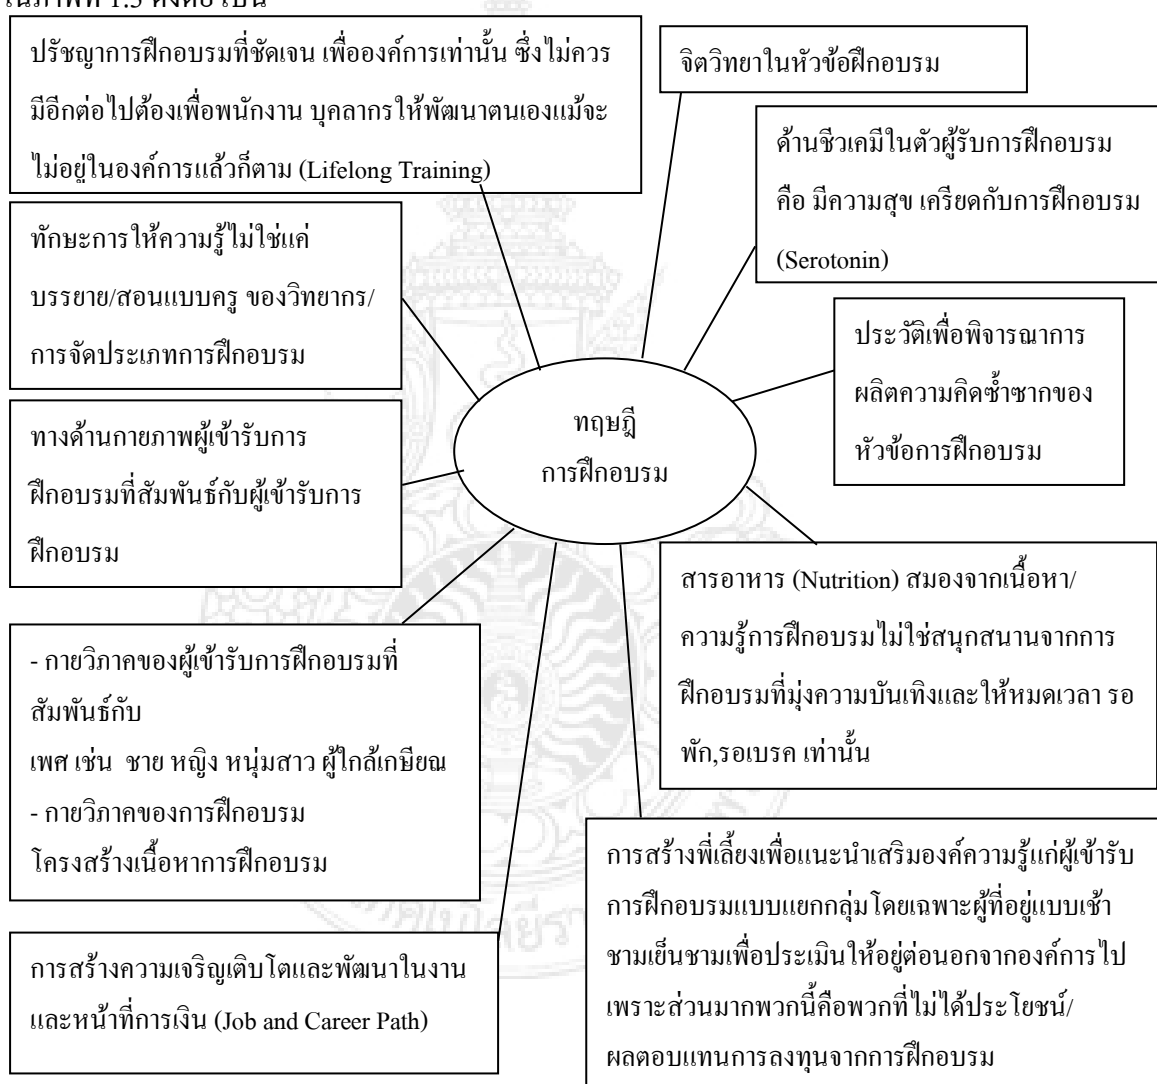 ในภาพที่ 1.3 ดังต่อไปนี้
ปรัชญาการฝึกอบรมที่ชัดเจน เพื่อองค์การเท่านั้น ซึ่งไม่ควร
มีอีกต่อไปต้องเพื่อพนักงาน บุคลากรให้พัฒนาตนเองแม้จะ
ไม่อยู่ในองค์การแล้วก็ตาม (Lifelong Training)
จิตวิทยาในหัวข้อฝึกอบรม
ด้านชีวเคมีในตัวผู้รับการฝึกอบรม
คือ มีความสุข เครียดกับการฝึกอบรม
(Serotonin)
ทักษะการให้ความรู้ไม่ใช่แค่
บรรยาย/สอนแบบครู ของวิทยากร/
การจัดประเภทการฝึกอบรม
ประวัติเพื่อพิจารณาการ
ผลิตความคิดซ้ำซากของ
หัวข้อการฝึกอบรม
ทฤษฎี
การฝึกอบรม
ทางด้านกายภาพผู้เข้ารับการ
ฝึกอบรมที่สัมพันธ์กับผู้เข้ารับการ
ฝึกอบรม
สารอาหาร (Nutrition) สมองจากเนื้อหา/
ความรู้การฝึกอบรมไม่ใช่สนุกสนานจากการ
ฝึกอบรมที่มุ่งความบันเทิงและให้หมดเวลา รอ
พัก,รอเบรค เท่านั้น
- กายวิภาคของผู้เข้ารับการฝึกอบรมที่
สัมพันธ์กับ
เพศ เช่น ชาย หญิง หนุ่มสาว ผู้ใกล้เกษียณ
- กายวิภาคของการฝึกอบรม
โครงสร้างเนื้อหาการฝึกอบรม
การสร้างพี่เลี้ยงเพื่อแนะนำเสริมองค์ความรู้แก่ผู้เข้ารับ
การฝึกอบรมแบบแยกกลุ่มโดยเฉพาะผู้ที่อยู่แบบเช้า
ชามเย็นชามเพื่อประเมินให้อยู่ต่อนอกจากองค์การไป
เพราะส่วนมากพวกนี้คือพวกที่ไม่ได้ประโยชน์/
ผลตอบแทนการลงทุนจากการฝึกอบรม
การสร้างความเจริญเติบโตและพัฒนาในงาน
และหน้าที่การเงิน (Job and Career Path)